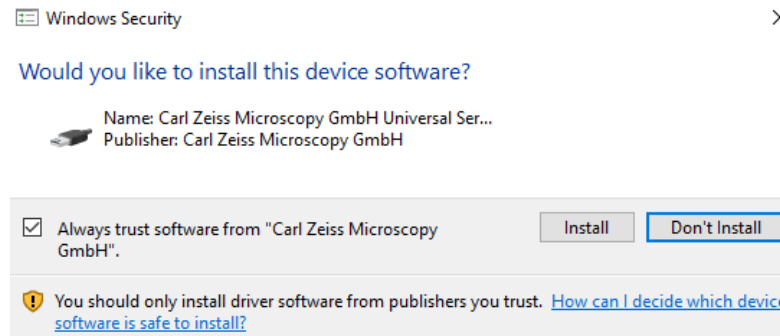 Windows Security
Would you like to install this device software?
Name: Carl Zeiss Microscopy GmbH Universal Ser...
Publisher: Carl Zeiss Microscopy GmbH
Always trust software from "Carl Zeiss Microscopy
GmbH".
Install
Don't Install
You should only install driver software from publishers you trust. How can I decide which device
software is safe to install?